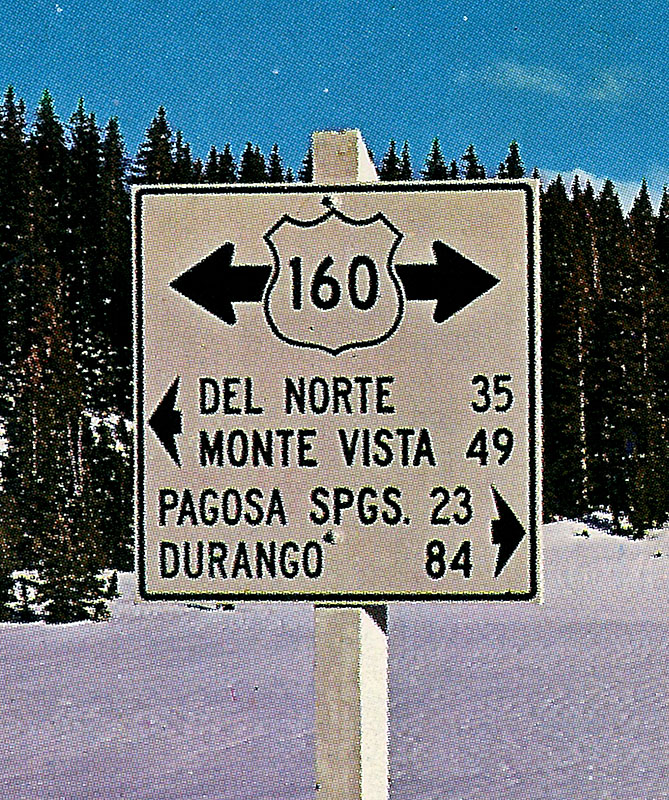 160
DEL NORTE 35
MONTE VISTA 49
PAGOSA SPGS. 23
DURANGO 84